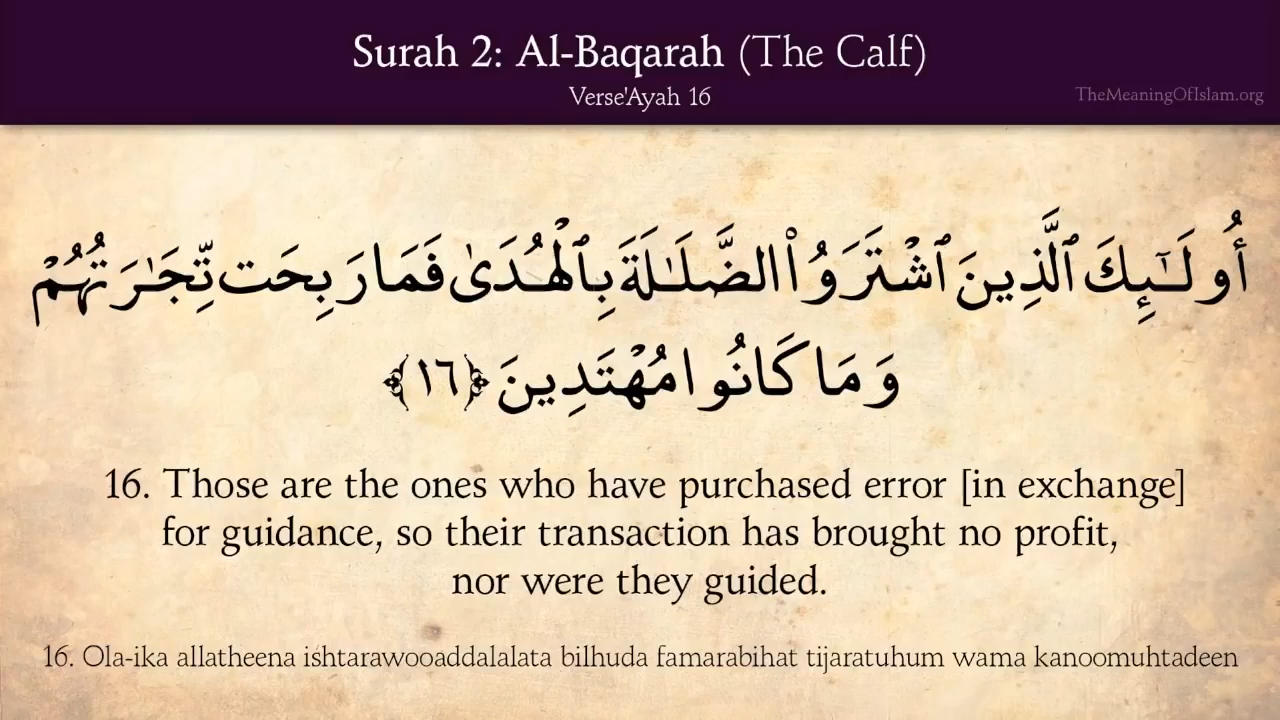 Surah 2: Al-Baqarah (The Calf)
Verse'Ayah 16
TheMeaningOfIslam.org
أُو۟لَـٰٓئِكَ ٱلَّذِينَ ٱشْتَرَوُا۟ ٱلضَّلَـٰلَةَ بِٱلْهُدَىٰ فَمَا رَبِحَت تِّجَـٰرَتُهُمْ
وَمَا كَانُوا مُهْتَدِينَ ﴿١٦﴾
16. Those are the ones who have purchased error [in exchange]
for guidance, so their transaction has brought no profit,
nor were they guided.
16. Ola-ika allatheena ishtarawooaddalalata bilhuda famarabihat tijaratuhum wama kanoomuhtadeen